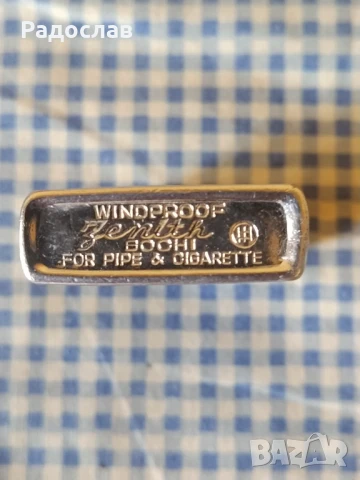 Радослав
WINDPROOF
Zenith
BOCHI
FOR PIPE & CIGARETTE
BAZAR